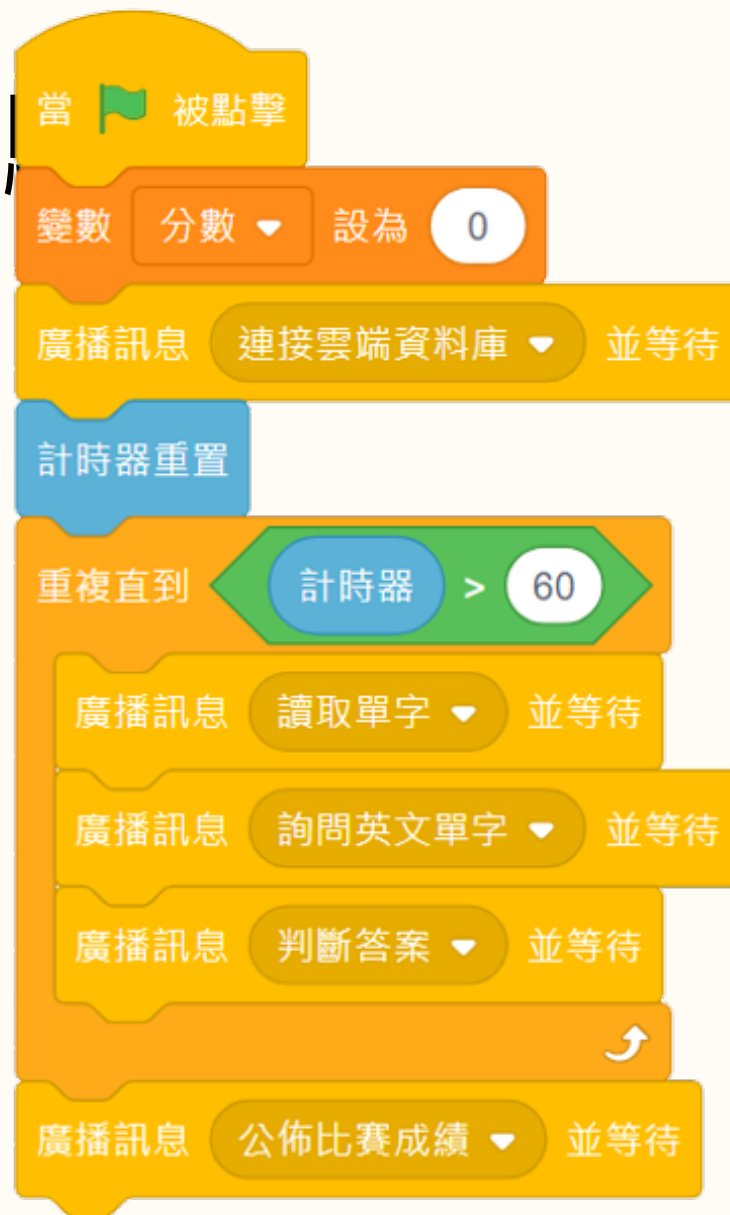 當 被點擊
變數 分數 設為 0
廣播訊息 連接雲端資料庫 並等待
計時器重置
重複直到 計時器 > 60
廣播訊息 讀取單字 並等待
廣播訊息 詢問英文單字 並等待
廣播訊息 判斷答案 並等待
廣播訊息 公佈比賽成績 並等待